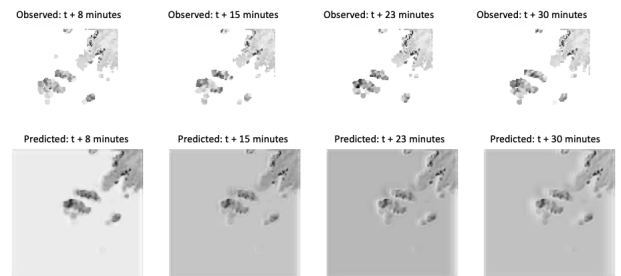 Observed: t + 8 minutes
Observed: t + 15 minutes
Observed: t + 23 minutes
Observed: t + 30 minutes
Predicted: t + 8 minutes
Predicted: t + 15 minutes
Predicted: t + 23 minutes
Predicted: t + 30 minutes